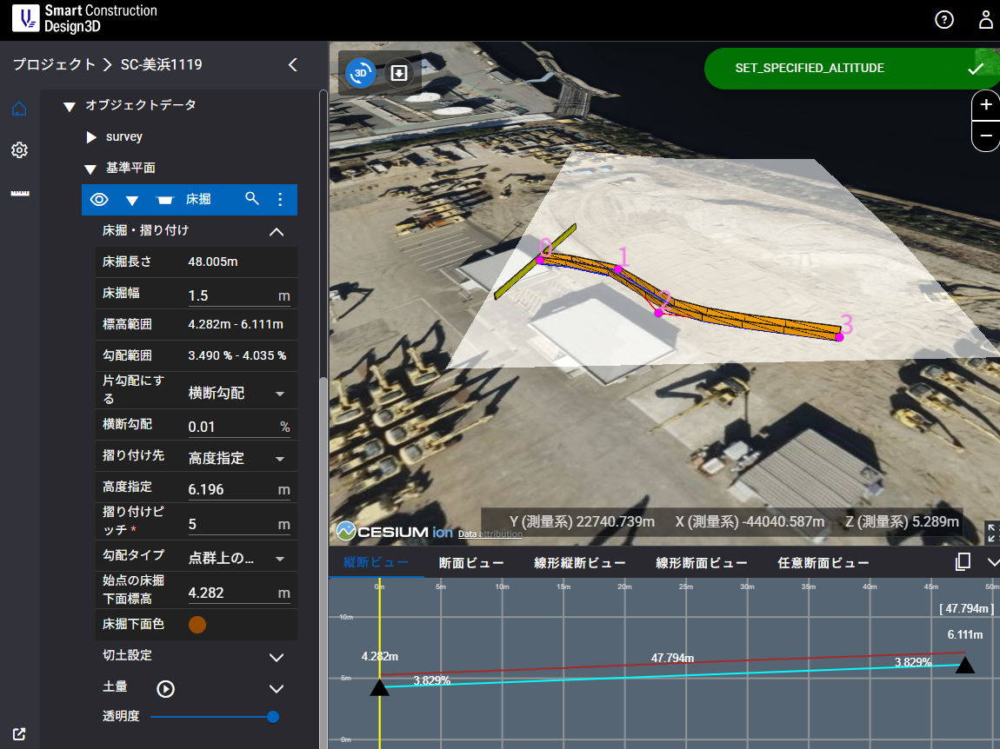 Smart Construction
Design3D
プロジェクト > SC-美浜1119
オブジェクトデータ
survey
基準平面
床掘
床掘・摺り付け
床掘長さ 48.005m
床掘幅 1.5 m
標高範囲 4.282m - 6.111m
勾配範囲 3.490 % - 4.035 %
片勾配にす
る 横断勾配
横断勾配 0.01 %
摺り付け先 高度指定
高度指定 6.196 m
摺り付けピ
ッチ * 5 m
勾配タイプ 点群上の...
始点の床掘
下面標高 4.282 m
床掘下面色
切土設定
土量
透明度
3D
SET_SPECIFIED_ALTITUDE
+
−
0
1
2
3
CESIUM ion Data attribution
Y (測量系) 22740.739m X (測量系) -44040.587m Z (測量系) 5.289m
縦断ビュー 断面ビュー 線形縦断ビュー 線形断面ビュー 任意断面ビュー
0m 5m 10m 15m 20m 25m 30m 35m 40m 45m 50m
[ 47.794m ]
10m
6.111m
4.282m 47.794m
3.829%
5m
3.829%
0m